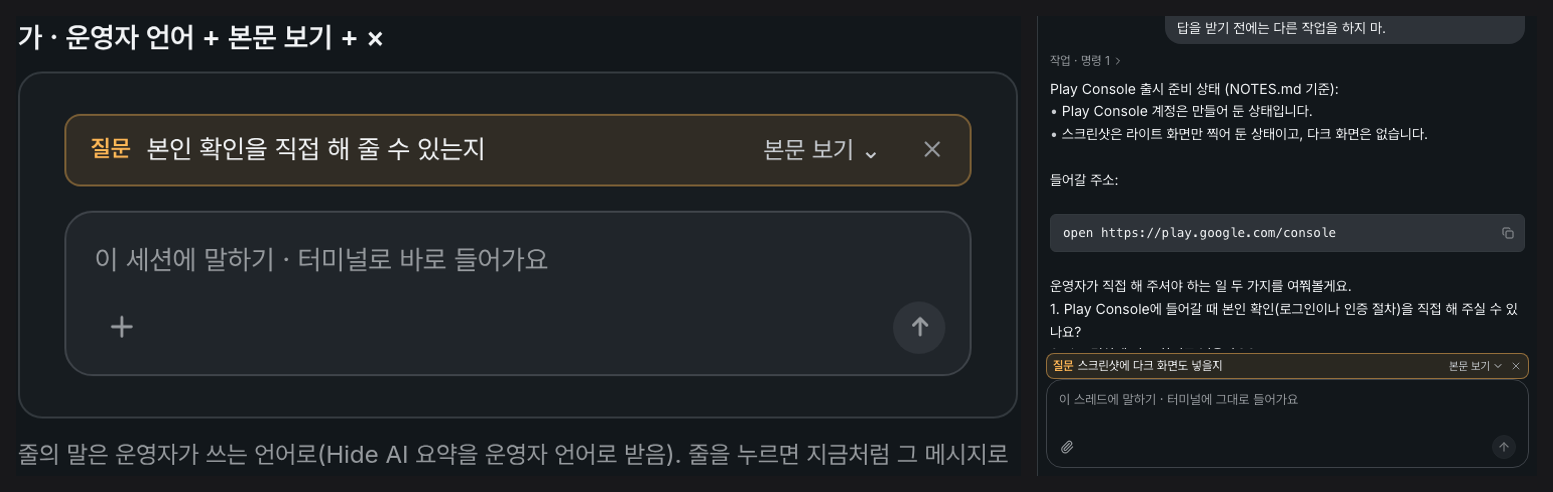 가 · 운영자 언어 + 본문 보기 + ×
질문 본인 확인을 직접 해 줄 수 있는지 본문 보기
이 세션에 말하기 · 터미널로 바로 들어가요
줄의 말은 운영자가 쓰는 언어로(Hide AI 요약을 운영자 언어로 받음). 줄을 누르면 지금처럼 그 메시지로
답을 받기 전에는 다른 작업을 하지 마.
작업 · 명령 1 >
Play Console 출시 준비 상태 (NOTES.md 기준):
• Play Console 계정은 만들어 둔 상태입니다.
• 스크린샷은 라이트 화면만 찍어 둔 상태이고, 다크 화면은 없습니다.
들어갈 주소:
open https://play.google.com/console
운영자가 직접 해 주셔야 하는 일 두 가지를 여쭤볼게요.
1. Play Console에 들어갈 때 본인 확인(로그인이나 인증 절차)을 직접 해 주실 수 있
나요?
질문 스크린샷에 다크 화면도 넣을지 본문 보기
이 스레드에 말하기 · 터미널에 그대로 들어가요